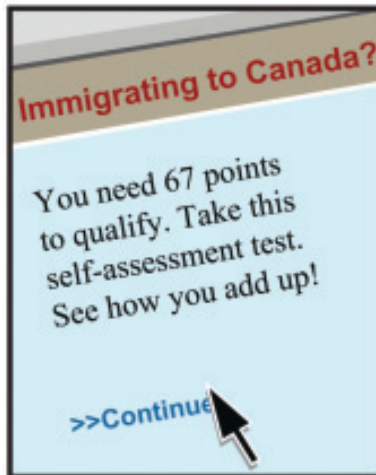 Immigrating to Canada?
You need 67 points
to qualify. Take this
self-assessment test.
See how you add up!
>>Continue